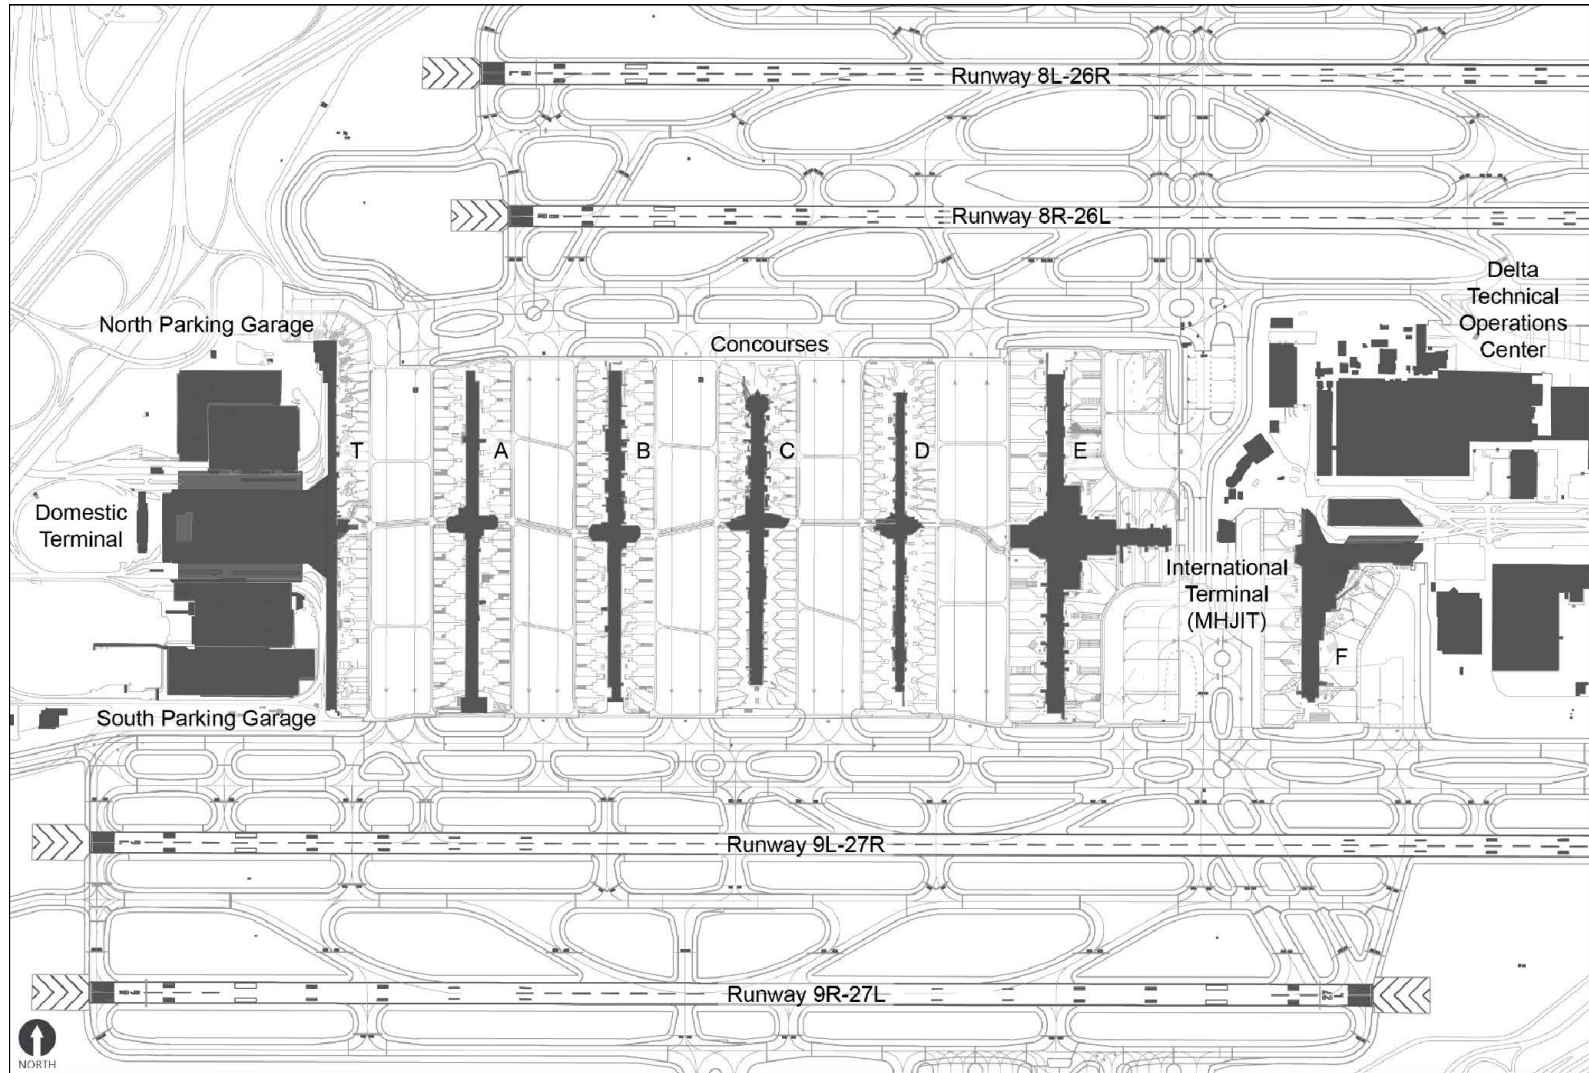 Runway 8L-26R
Runway 8R-26L
Delta
Technical
Operations
Center
North Parking Garage
Concourses
T
A
B
C
D
E
Domestic
Terminal
International
Terminal
(MHJIT)
F
South Parking Garage
Runway 9L-27R
Runway 9R-27L
NORTH